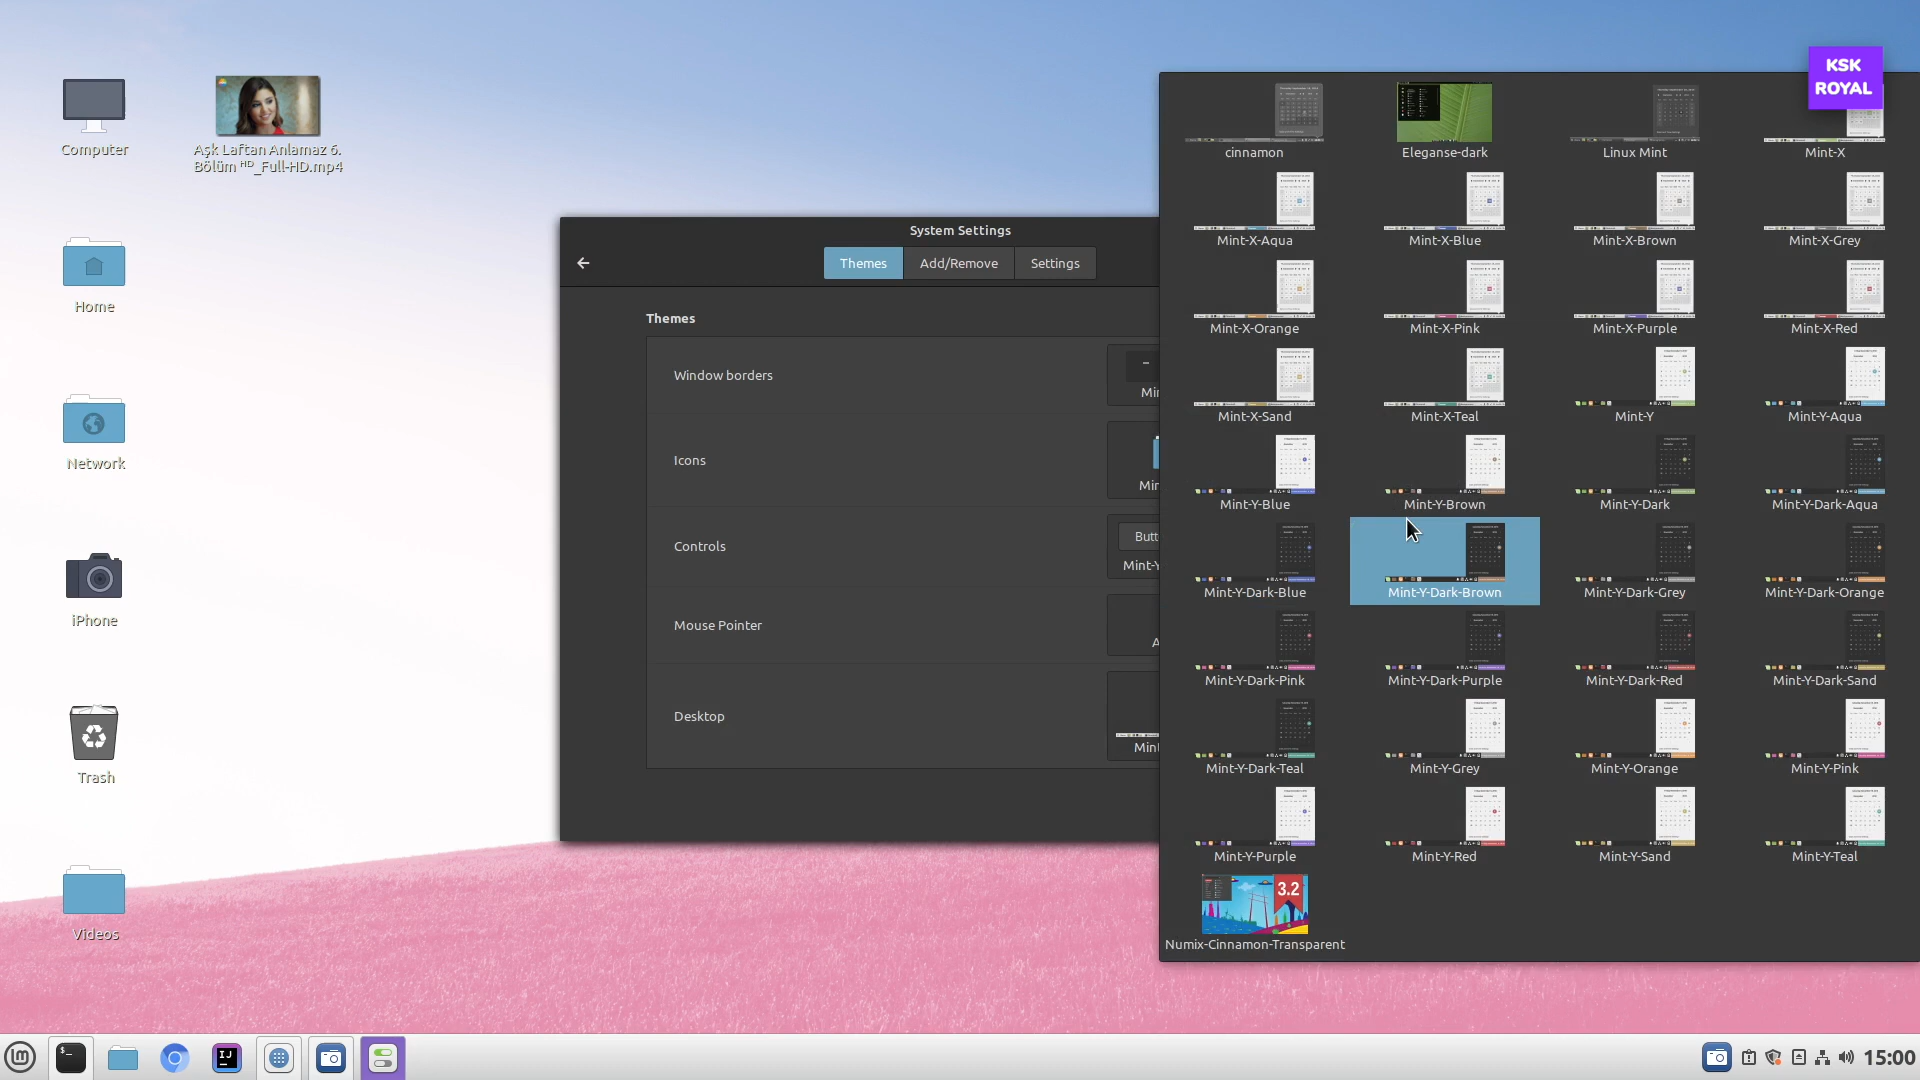 KSK
ROYAL
Computer
Aşk Laftan Anlamaz 6.
Bölüm ᴴᴰ_Full-HD.mp4
Home
Network
iPhone
Trash
Videos
System Settings
Themes
Add/Remove
Settings
Themes
Window borders
Icons
Controls
Mouse Pointer
Desktop
cinnamon
Eleganse-dark
Linux Mint
Mint-X
Mint-X-Aqua
Mint-X-Blue
Mint-X-Brown
Mint-X-Grey
Mint-X-Orange
Mint-X-Pink
Mint-X-Purple
Mint-X-Red
Mint-X-Sand
Mint-X-Teal
Mint-Y
Mint-Y-Aqua
Mint-Y-Blue
Mint-Y-Brown
Mint-Y-Dark
Mint-Y-Dark-Aqua
Mint-Y-Dark-Blue
Mint-Y-Dark-Brown
Mint-Y-Dark-Grey
Mint-Y-Dark-Orange
Mint-Y-Dark-Pink
Mint-Y-Dark-Purple
Mint-Y-Dark-Red
Mint-Y-Dark-Sand
Mint-Y-Dark-Teal
Mint-Y-Grey
Mint-Y-Orange
Mint-Y-Pink
Mint-Y-Purple
Mint-Y-Red
Mint-Y-Sand
Mint-Y-Teal
3.2
Numix-Cinnamon-Transparent
IJ
15:00